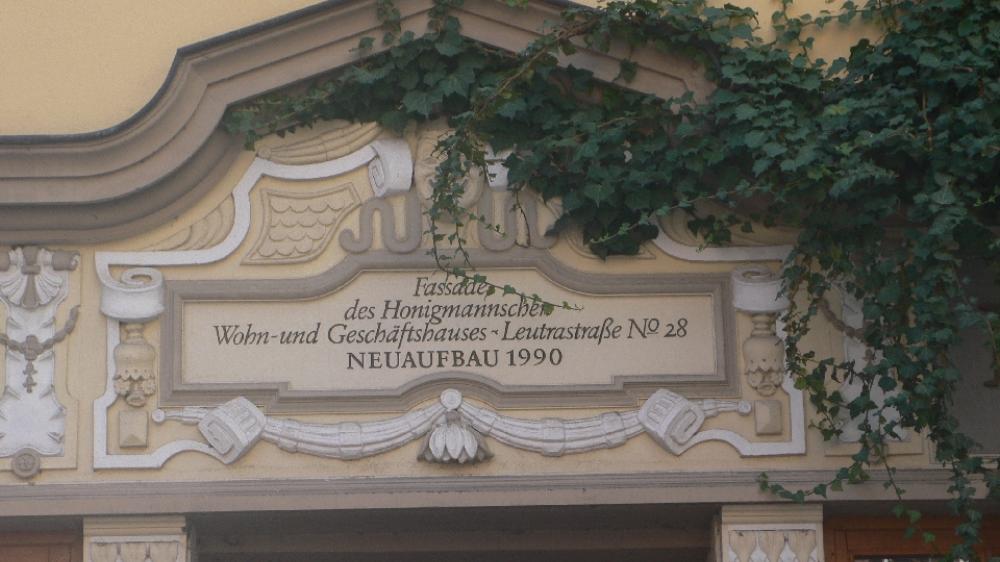 Fassade
des Honigmannschen
Wohn-und Geschäftshauses ~ Leutrastraße No 28
NEUAUFBAU 1990